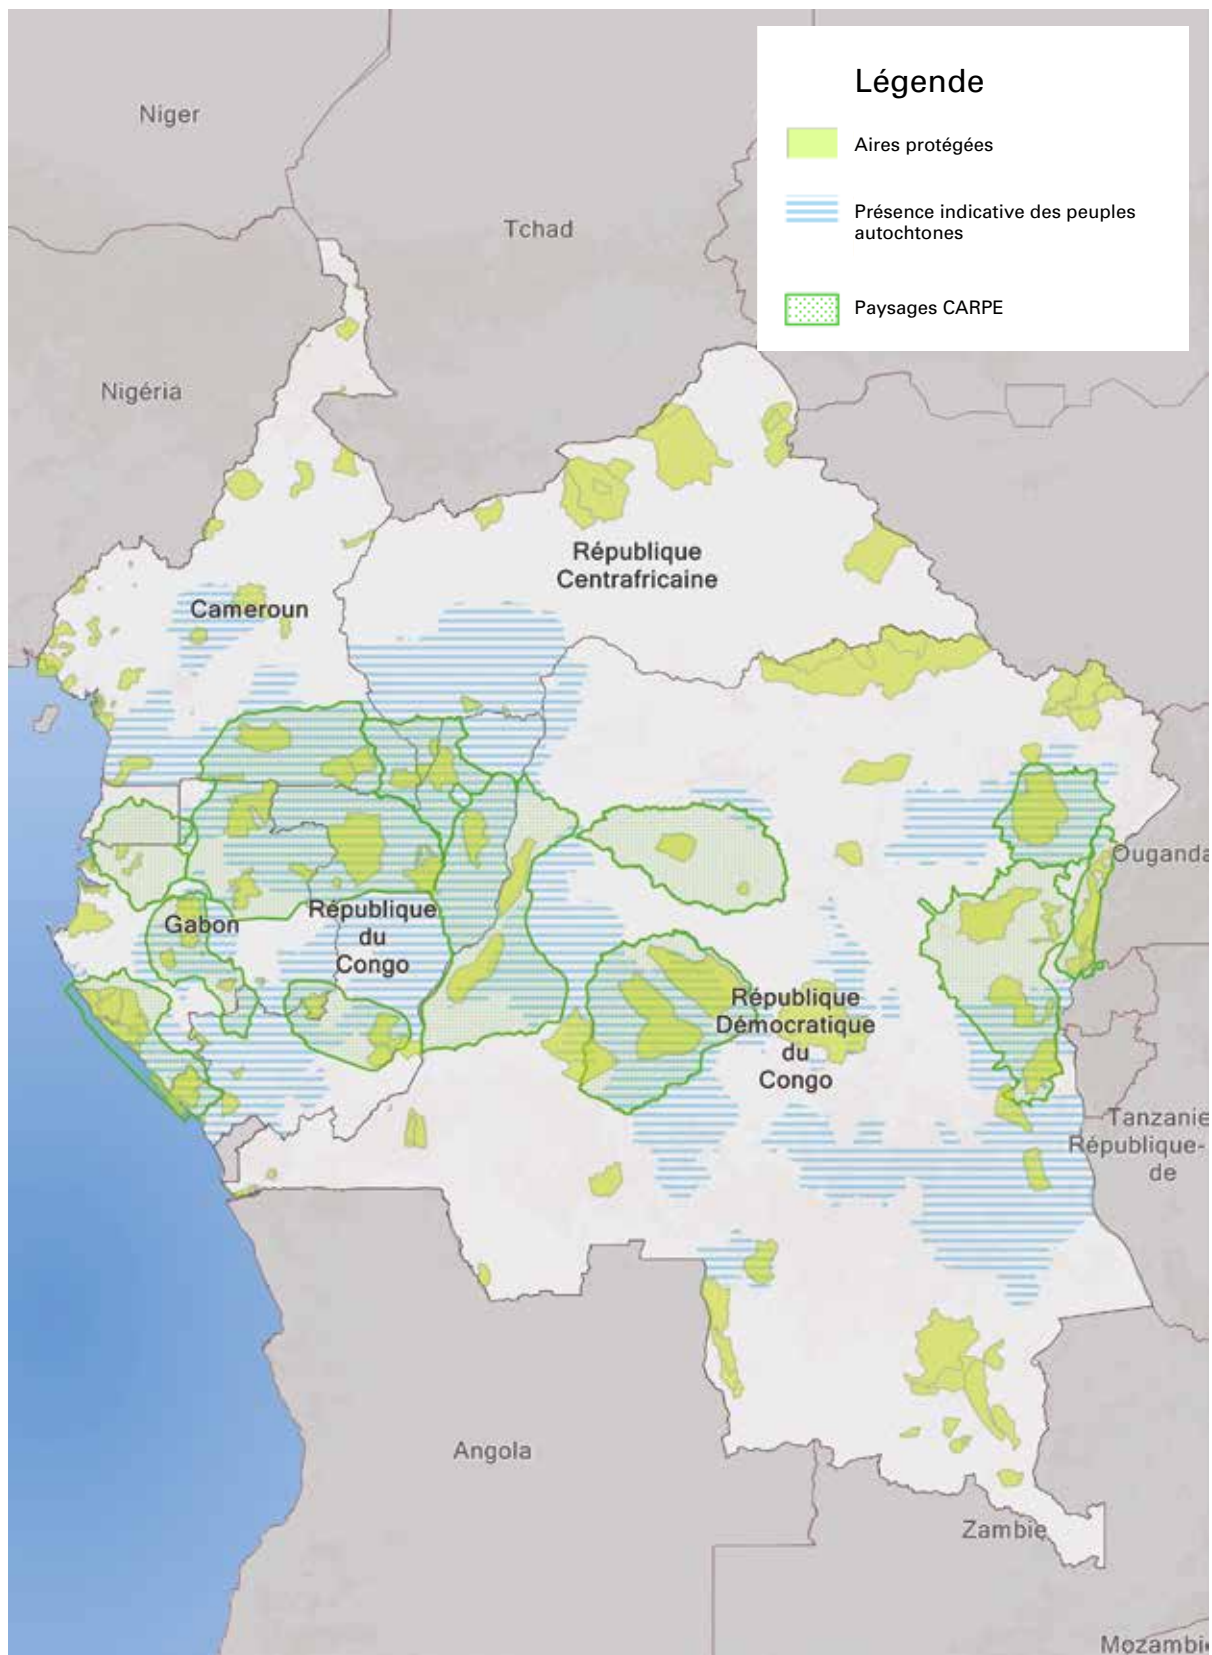 Légende
Aires protégées
Présence indicative des peuples
autochtones
Paysages CARPE
Niger
Tchad
Nigéria
République
Centrafricaine
Cameroun
Ouganda
Gabon
République
du
Congo
République
Démocratique
du
Congo
Tanzanie
République-
de
Angola
Zambie
Mozambi